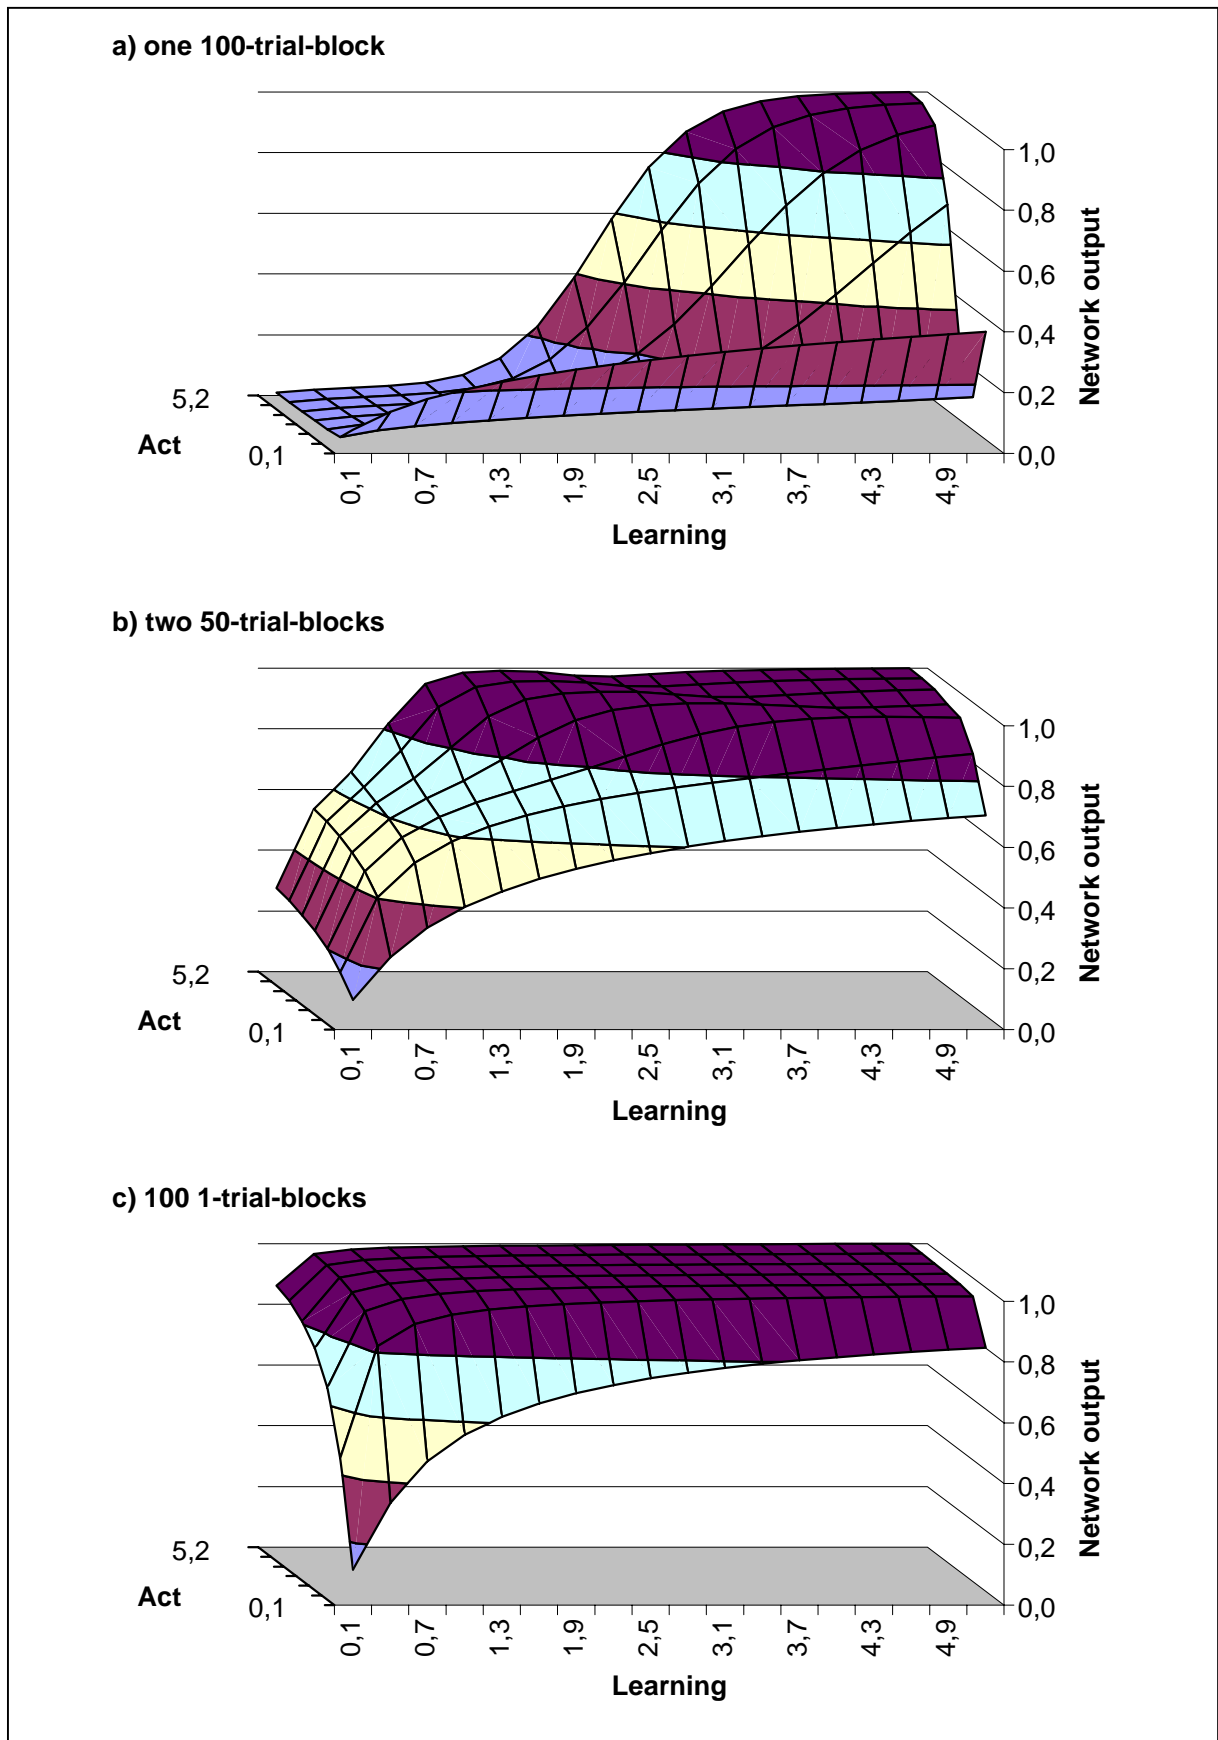 a) one 100-trial-block
1,0
0,8
0,6
0,4
0,2
0,0
Network output
5,2
Act
0,1
0,1 0,7 1,3 1,9 2,5 3,1 3,7 4,3 4,9
Learning
b) two 50-trial-blocks
1,0
0,8
0,6
0,4
0,2
0,0
Network output
5,2
Act
0,1
0,1 0,7 1,3 1,9 2,5 3,1 3,7 4,3 4,9
Learning
c) 100 1-trial-blocks
1,0
0,8
0,6
0,4
0,2
0,0
Network output
5,2
Act
0,1
0,1 0,7 1,3 1,9 2,5 3,1 3,7 4,3 4,9
Learning